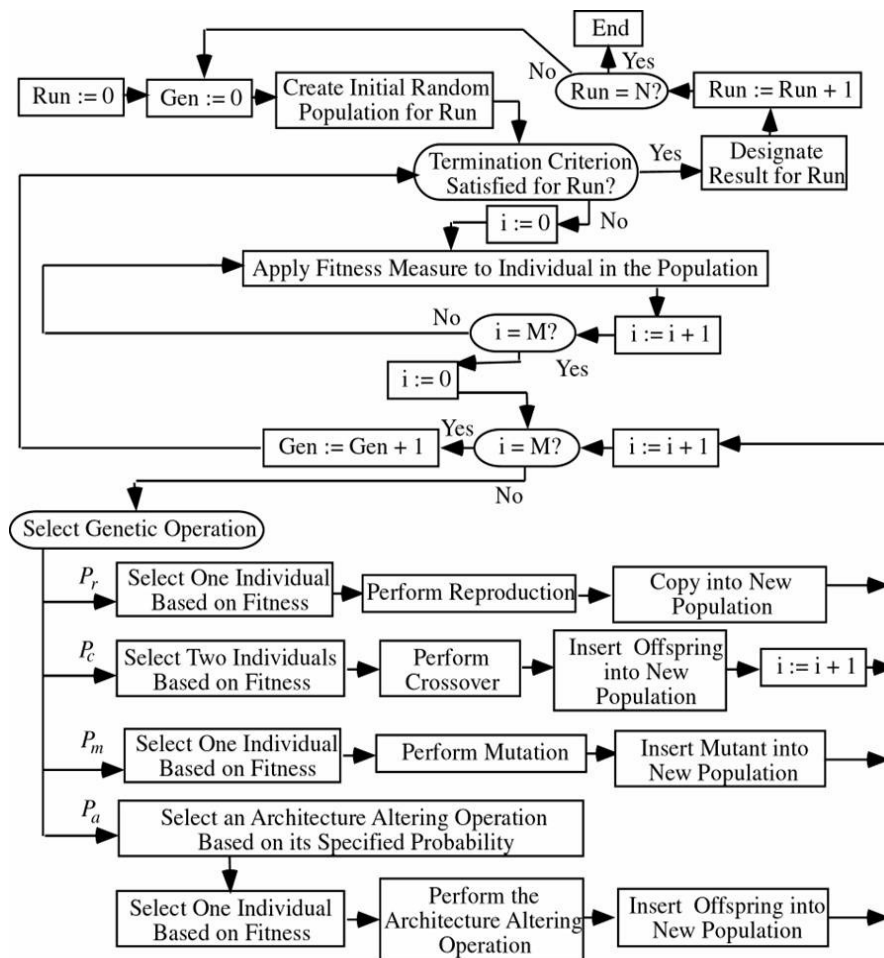 End
No
Yes
Run := 0
Gen := 0
Create Initial Random
Population for Run
Run = N?
Run := Run + 1
Termination Criterion
Satisfied for Run?
Yes
Designate
Result for Run
i := 0
No
Apply Fitness Measure to Individual in the Population
No
i = M?
i := i + 1
Yes
i := 0
Gen := Gen + 1
Yes
i = M?
i := i + 1
No
Select Genetic Operation
Pr
Select One Individual
Based on Fitness
Perform Reproduction
Copy into New
Population
Pc
Select Two Individuals
Based on Fitness
Perform
Crossover
Insert Offspring
into New
Population
i := i + 1
Pm
Select One Individual
Based on Fitness
Perform Mutation
Insert Mutant into
New Population
Pa
Select an Architecture Altering Operation
Based on its Specified Probability
Select One Individual
Based on Fitness
Perform the
Architecture Altering
Operation
Insert Offspring into
New Population